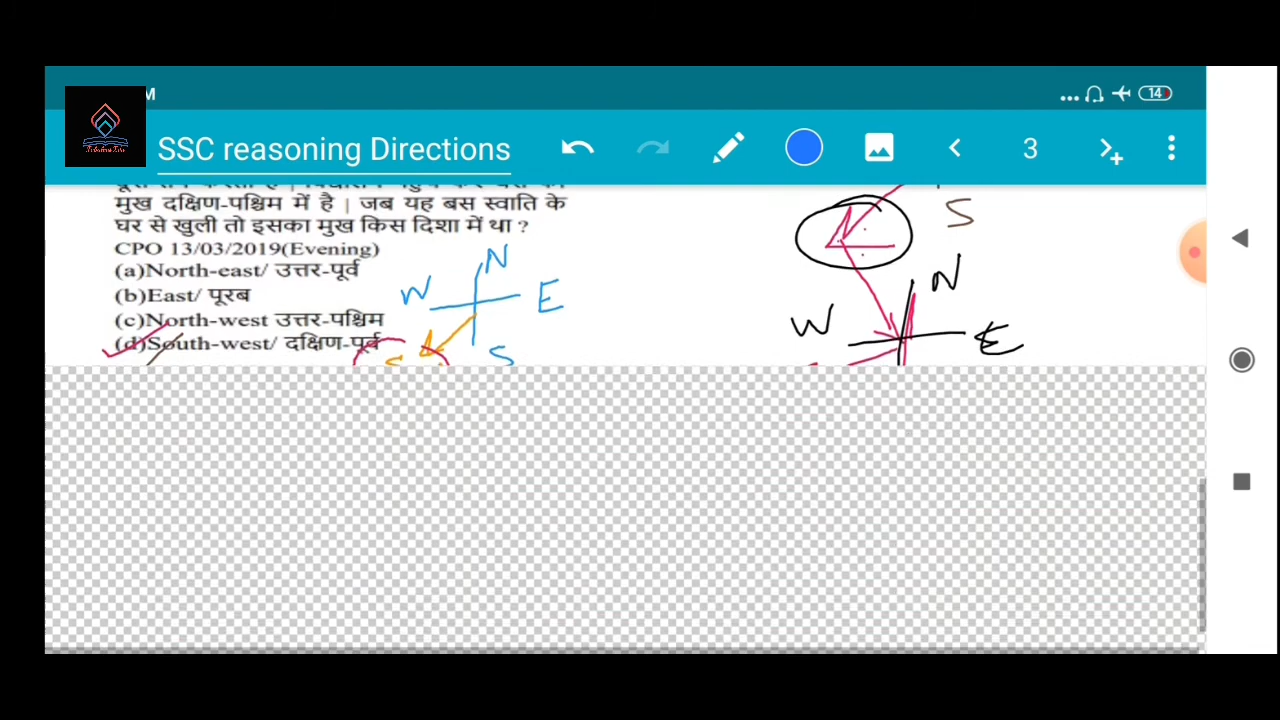 M
14
SSC reasoning Directions
3
मुख दक्षिण-पश्चिम में है | जब यह बस स्वाति के
घर से खुली तो इसका मुख किस दिशा में था ?
CPO 13/03/2019(Evening)
(a)North-east/ उत्तर-पूर्व
(b)East/ पूरब
(c)North-west उत्तर-पश्चिम
(d)South-west/ दक्षिण-पूर्व
N
W
E
S
S
N
W
E